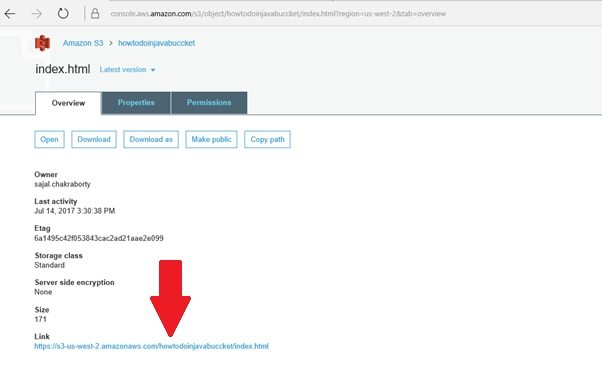 console.aws.amazon.com/s3/object/howtodoinjavabuccket/index.html?region=us-west-2&tab=overview
Amazon S3 > howtodoinjavabuccket
index.html Latest version
Overview Properties Permissions
Open Download Download as Make public Copy path
Owner
sajal.chakraborty
Last activity
Jul 14, 2017 3:30:38 PM
Etag
6a1495c42f053843cac2ad21aae2e099
Storage class
Standard
Server side encryption
None
Size
171
Link
https://s3-us-west-2.amazonaws.com/howtodoinjavabuccket/index.html